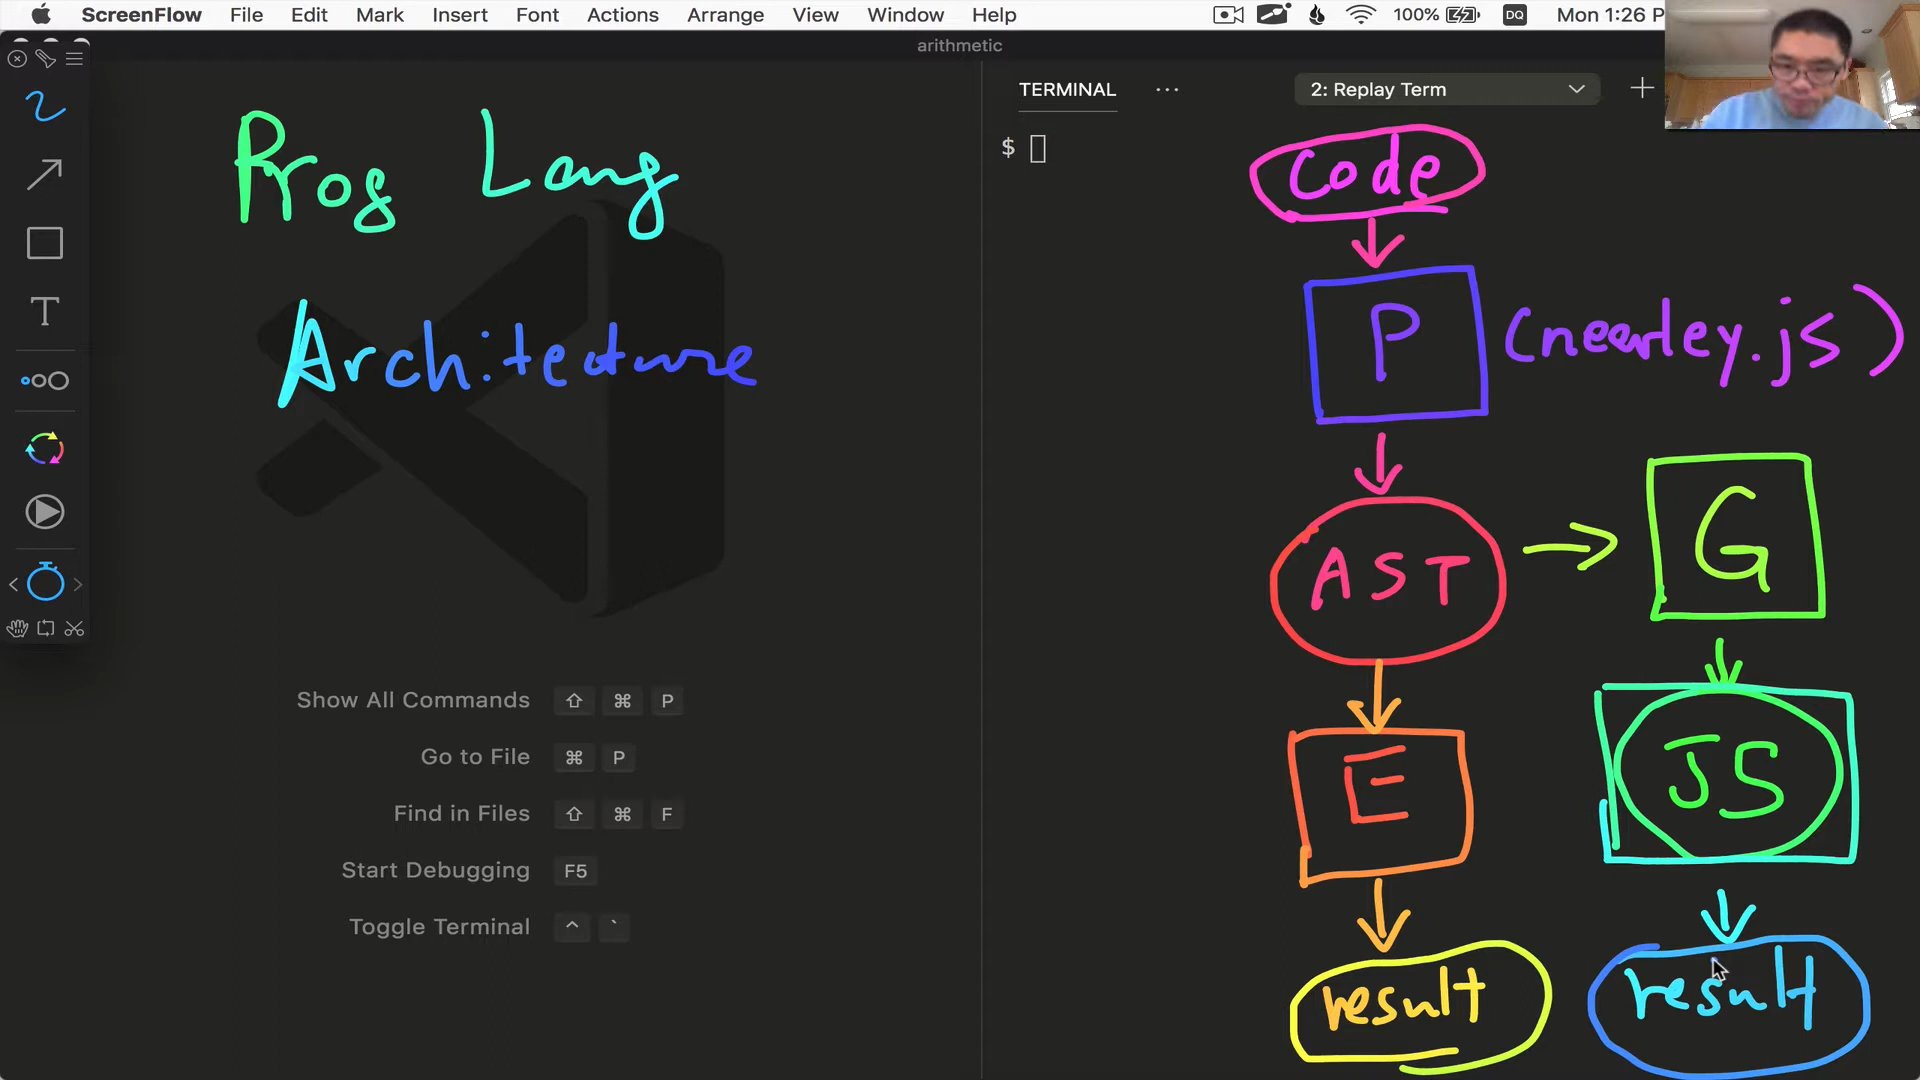 ScreenFlow File Edit Mark Insert Font Actions Arrange View Window Help 100% DQ Mon 1:26 P
arithmetic
TERMINAL ... 2: Replay Term
$
Prog Lang
Architecture
Code
P (nearley.js)
AST
G
E
JS
result
result
T
Show All Commands ⇧ ⌘ P
Go to File ⌘ P
Find in Files ⇧ ⌘ F
Start Debugging F5
Toggle Terminal ^ `